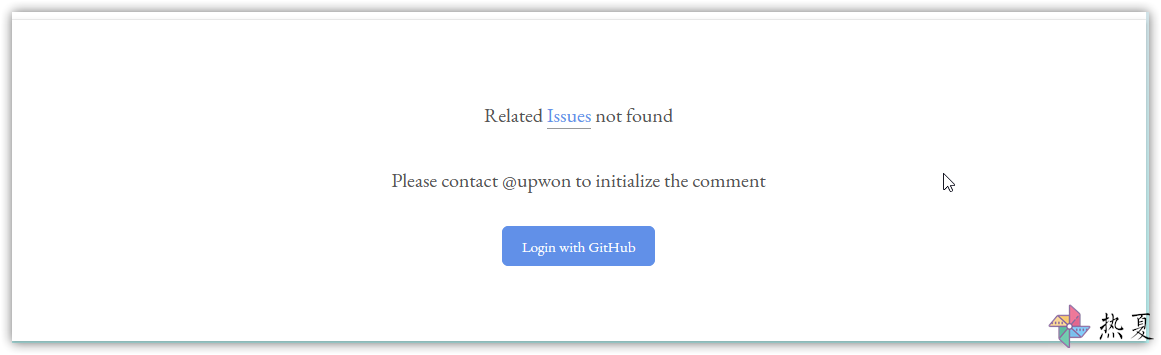 Related Issues not found
Please contact @upwon to initialize the comment
Login with GitHub
热夏